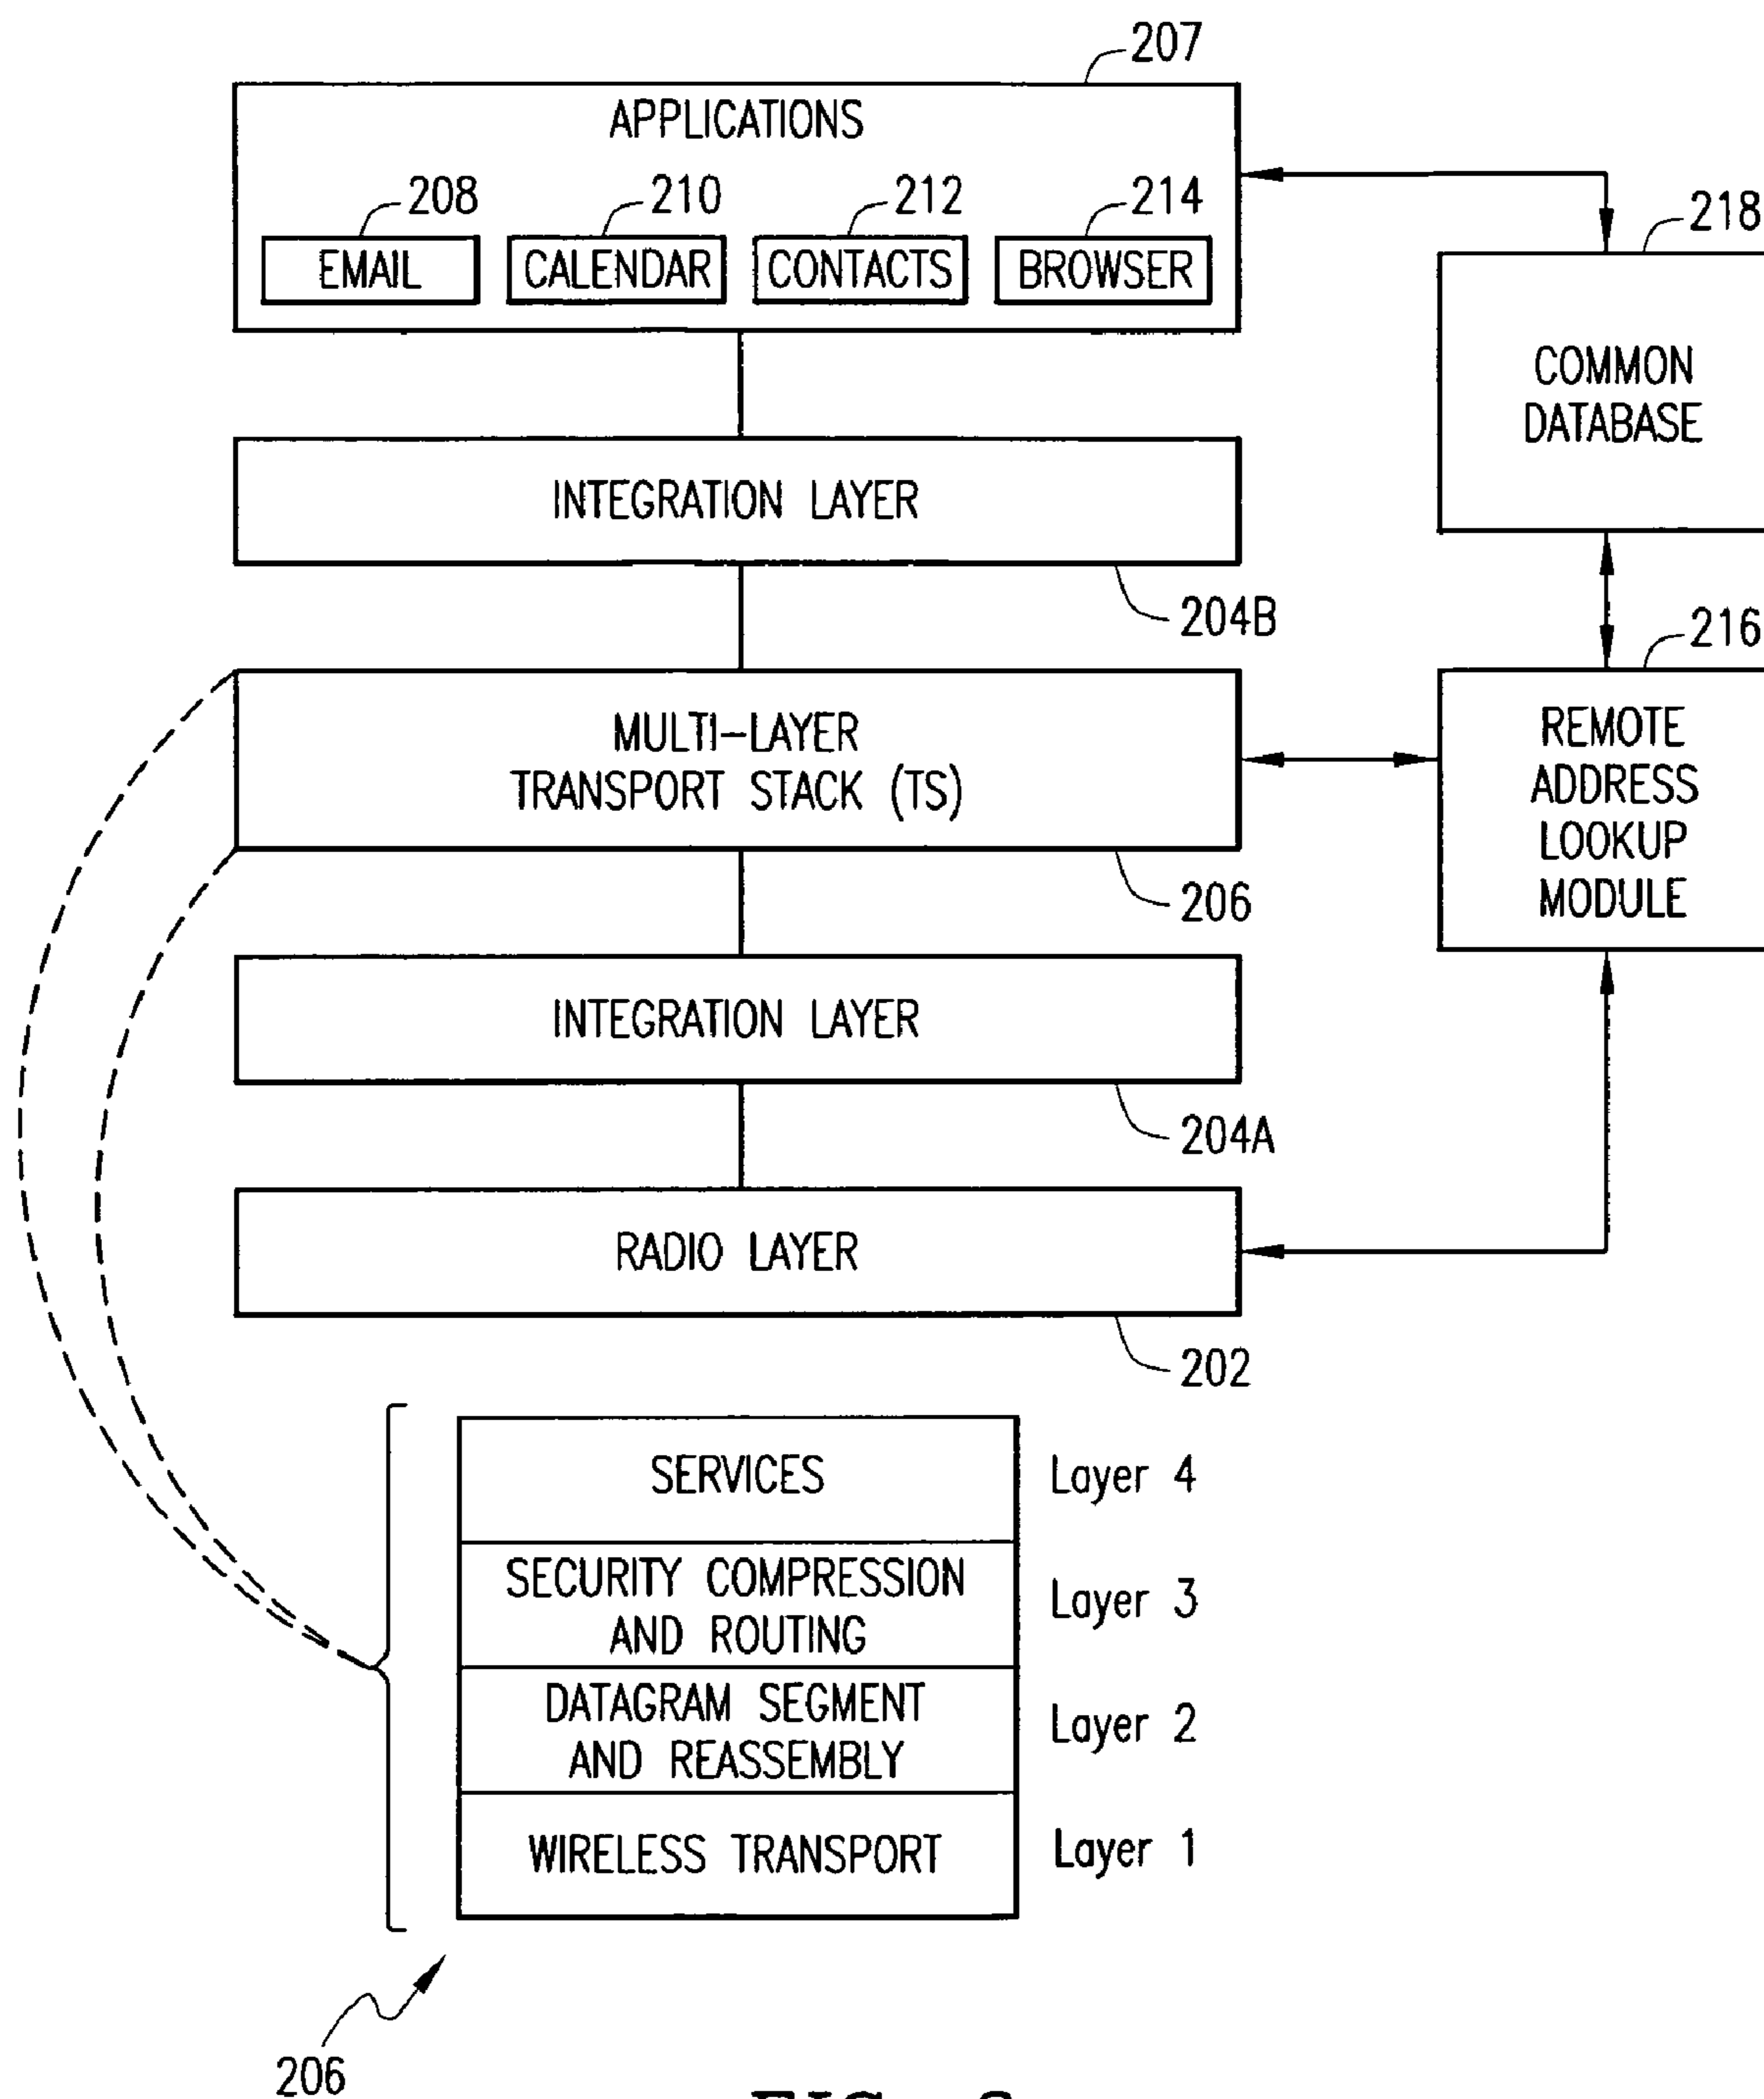 207
APPLICATIONS
208
210
212
214
EMAIL
CALENDAR
CONTACTS
BROWSER
218
COMMON
DATABASE
INTEGRATION LAYER
204B
216
MULTI-LAYER
TRANSPORT STACK (TS)
REMOTE
ADDRESS
LOOKUP
MODULE
206
INTEGRATION LAYER
204A
RADIO LAYER
202
SERVICES
Layer 4
SECURITY COMPRESSION
AND ROUTING
Layer 3
DATAGRAM SEGMENT
AND REASSEMBLY
Layer 2
WIRELESS TRANSPORT
Layer 1
206